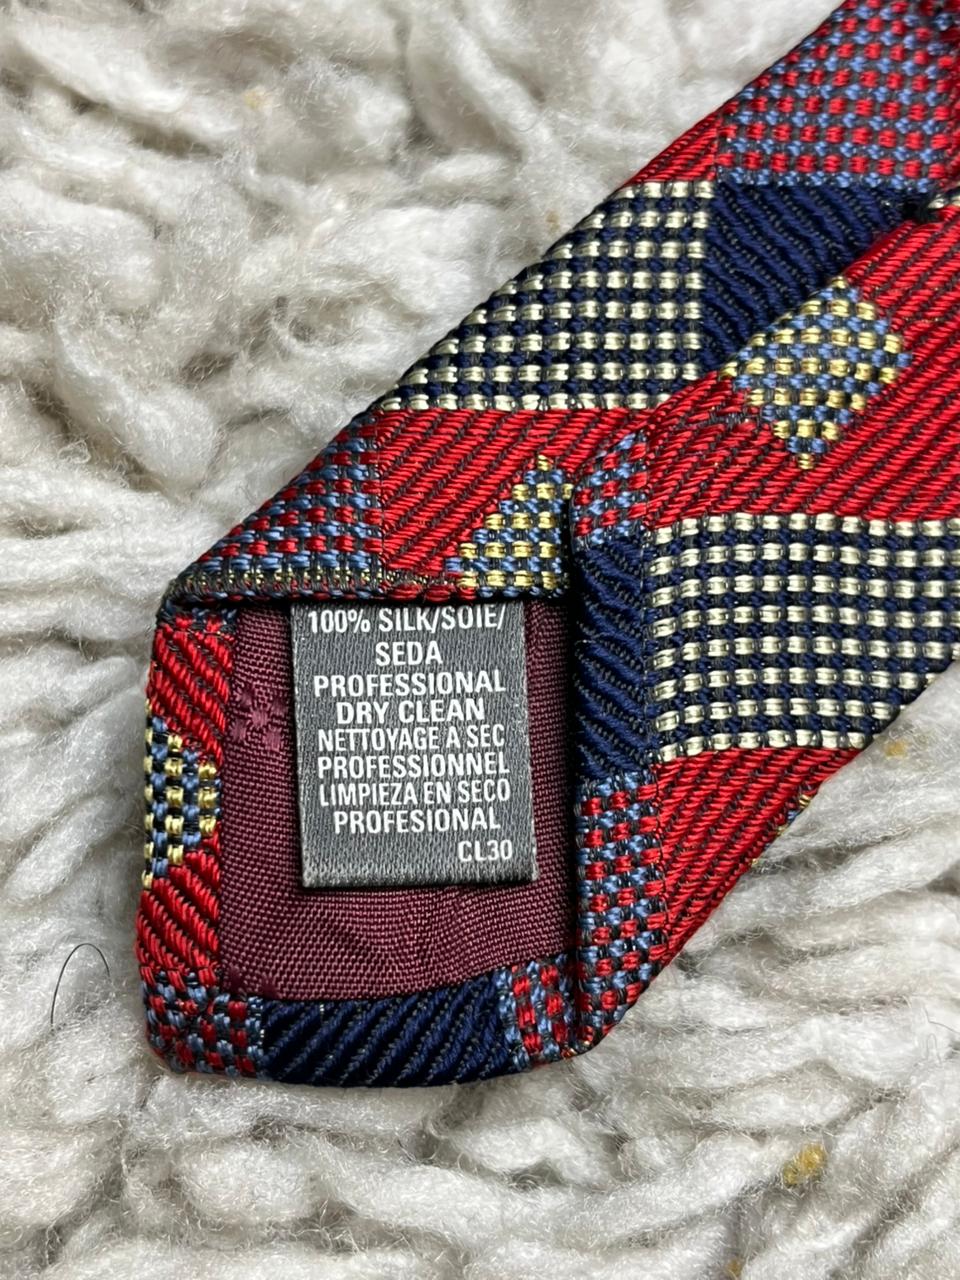 100% SILK/SOIE/
SEDA
PROFESSIONAL
DRY CLEAN
NETTOYAGE A SEC
PROFESSIONNEL
LIMPIEZA EN SECO
PROFESIONAL
CL30